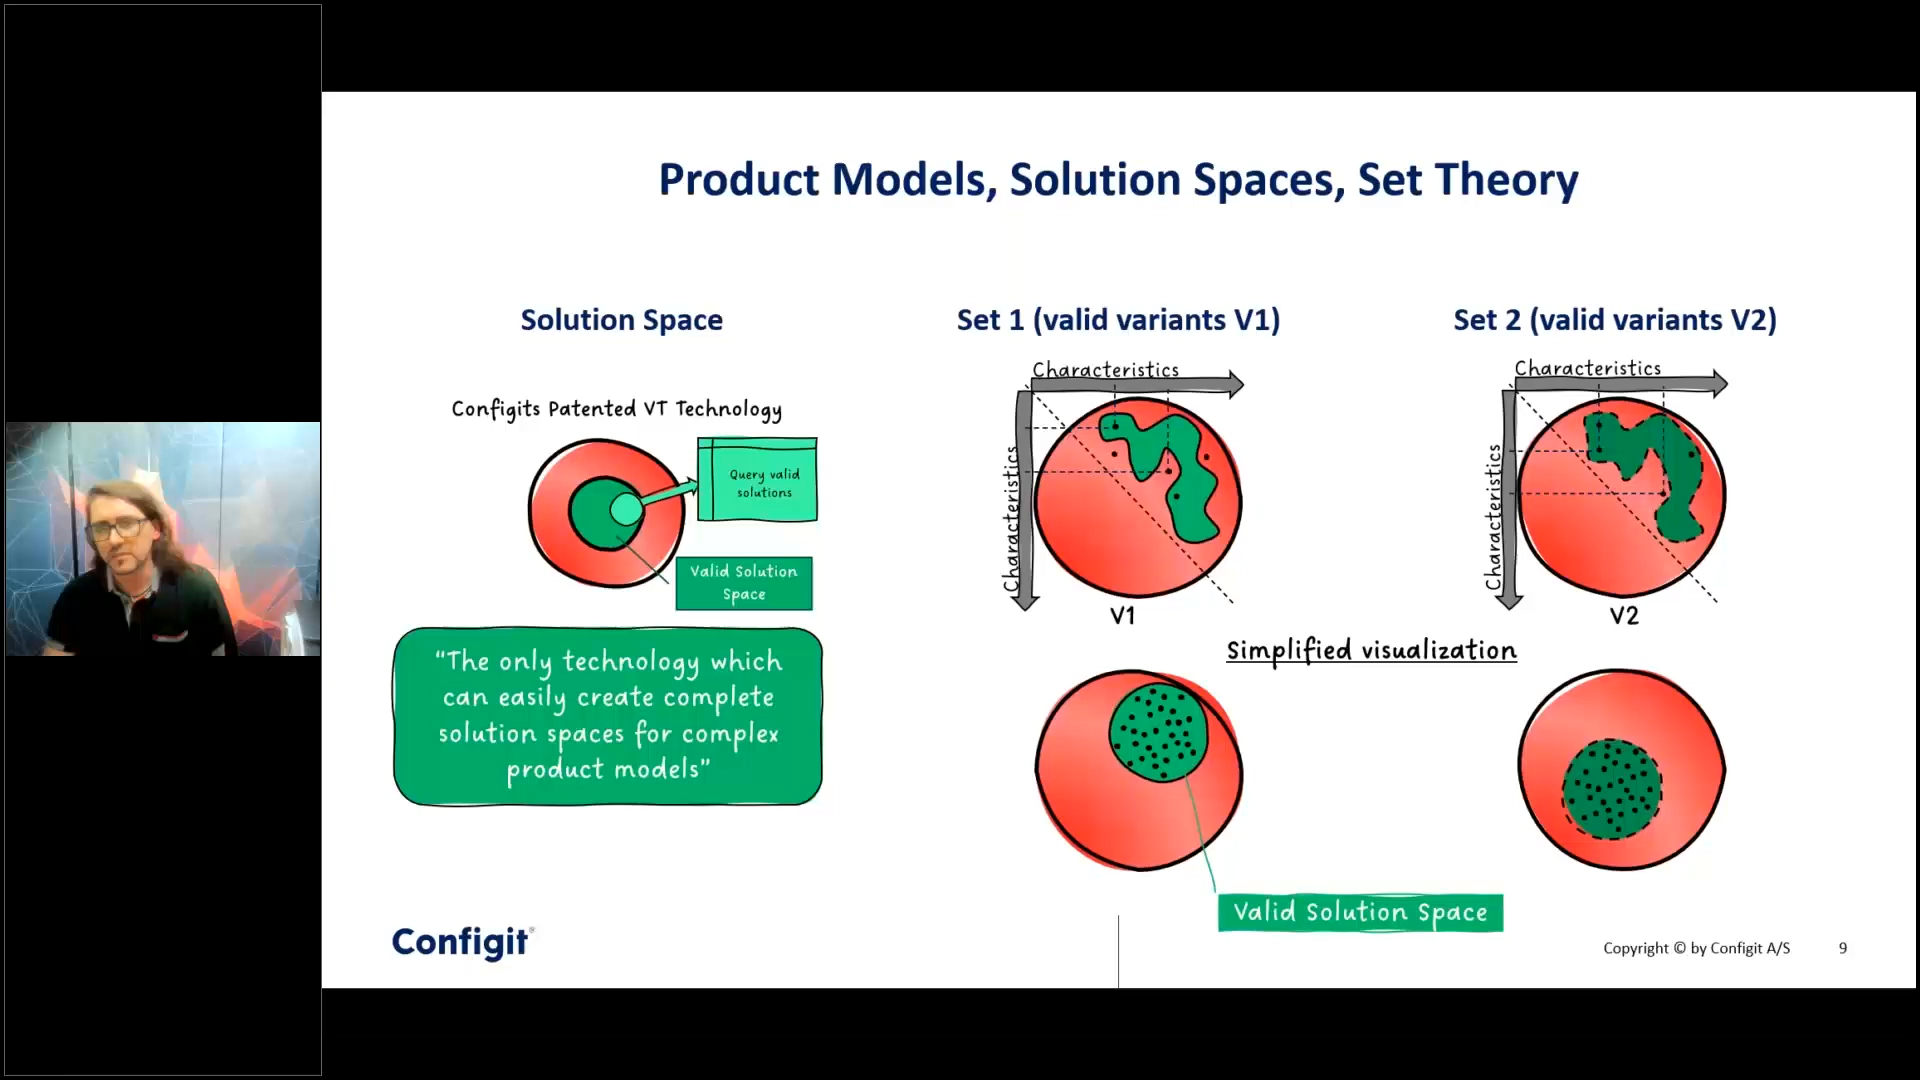 Product Models, Solution Spaces, Set Theory
Solution Space
Configits Patented VT Technology
Query valid
solutions
Valid Solution
Space
“The only technology which
can easily create complete
solution spaces for complex
product models”
Set 1 (valid variants V1)
Characteristics
Characteristics
V1
Set 2 (valid variants V2)
Characteristics
Characteristics
V2
Simplified visualization
Valid Solution Space
Configit®
Copyright © by Configit A/S
9